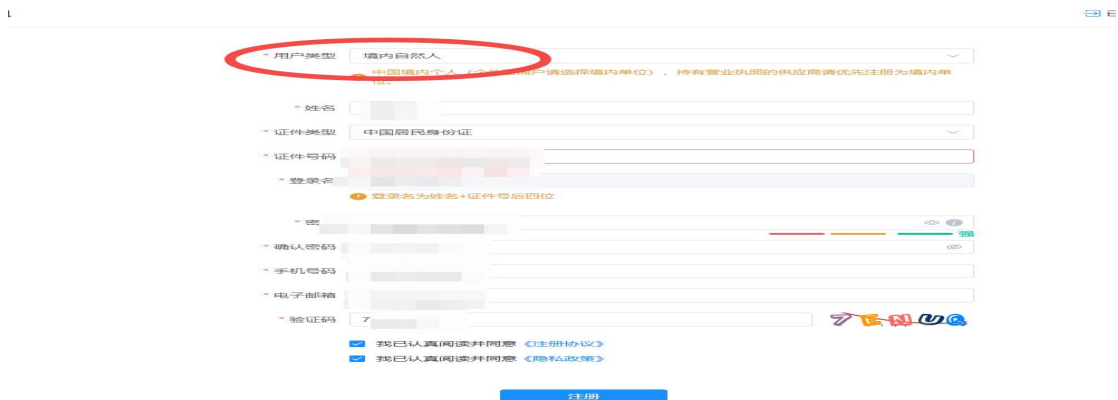 * 用户类型 境内自然人
中国境内个人（个体工商户请选择境内单位），持有营业执照的供应商请优先注册为境内单
位。
* 姓名
* 证件类型 中国居民身份证
* 证件号码
* 登录名
登录名为姓名+证件号后四位
* 密
强
* 确认密码
* 手机号码
* 电子邮箱
* 验证码 7 7ENUQ
我已认真阅读并同意《注册协议》
我已认真阅读并同意《隐私政策》
注册